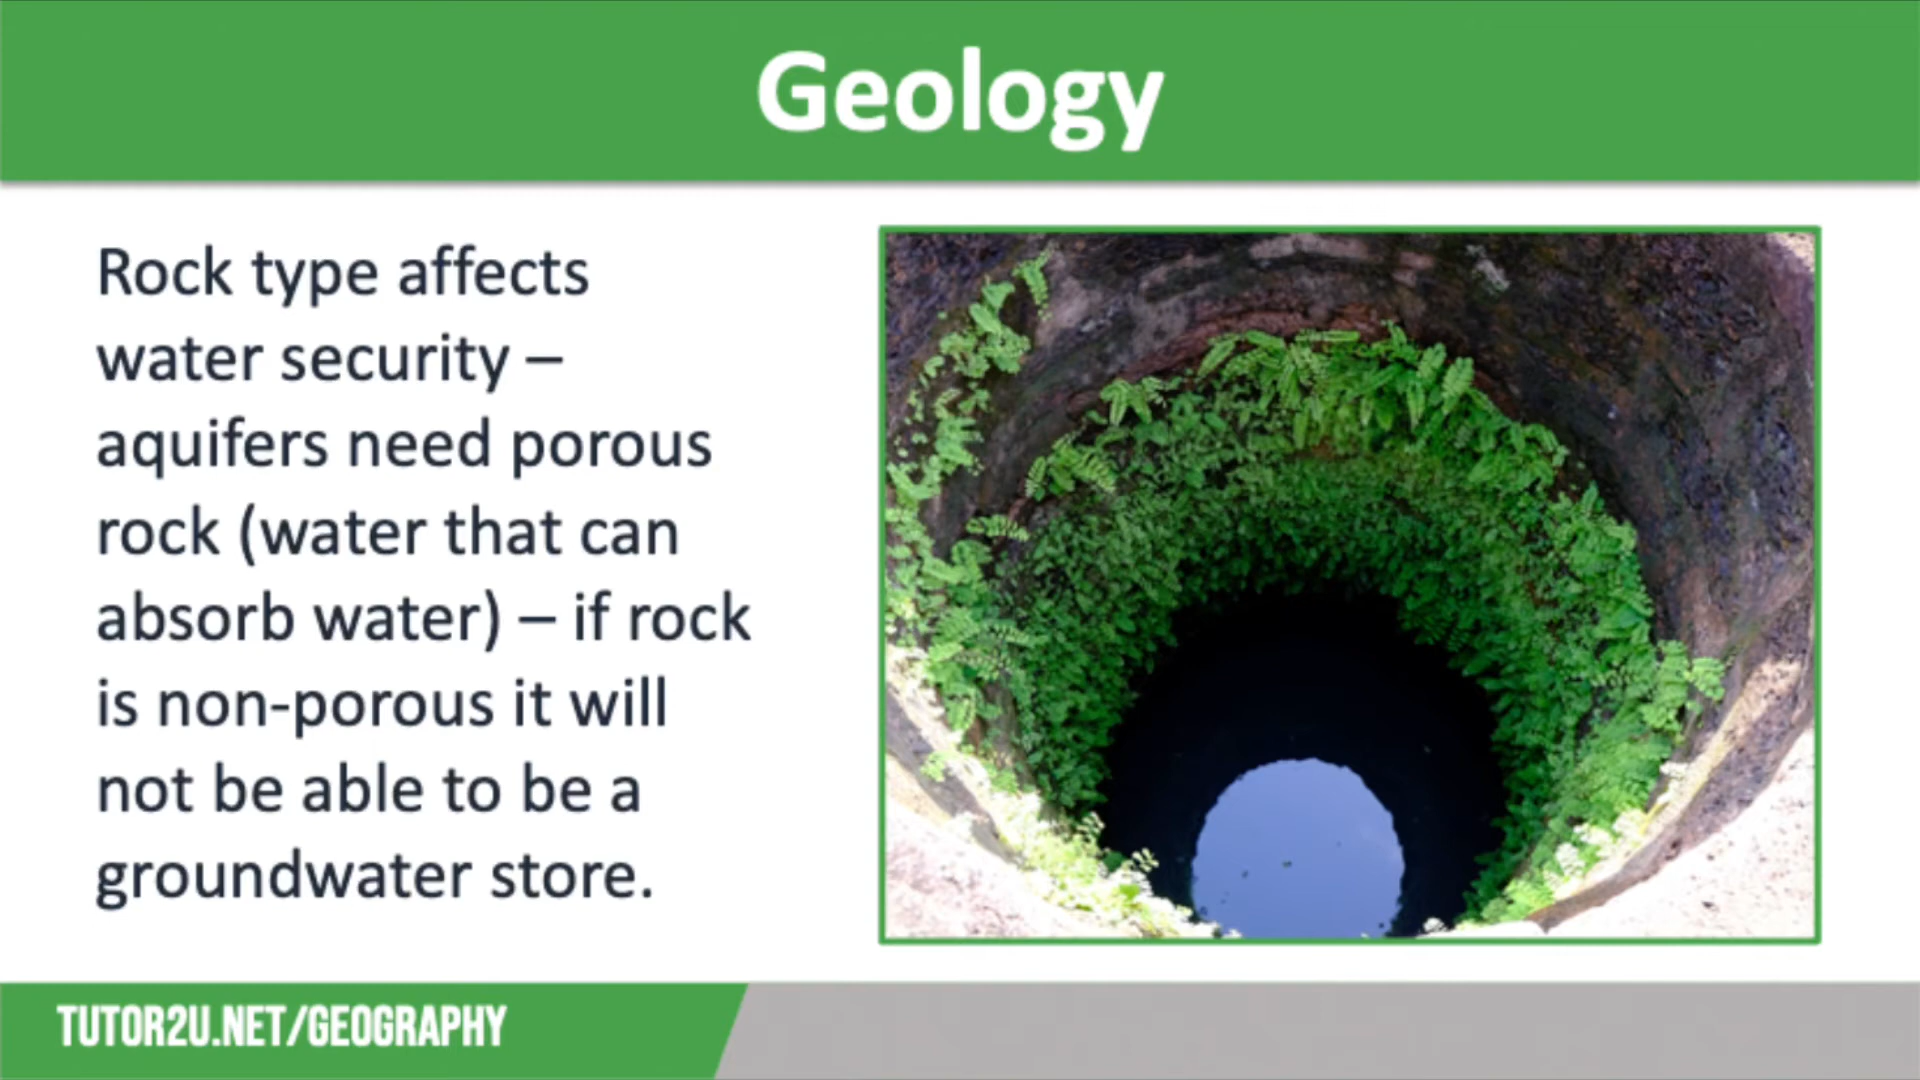 Geology
Rock type affects
water security –
aquifers need porous
rock (water that can
absorb water) – if rock
is non-porous it will
not be able to be a
groundwater store.
TUTOR2U.NET/GEOGRAPHY